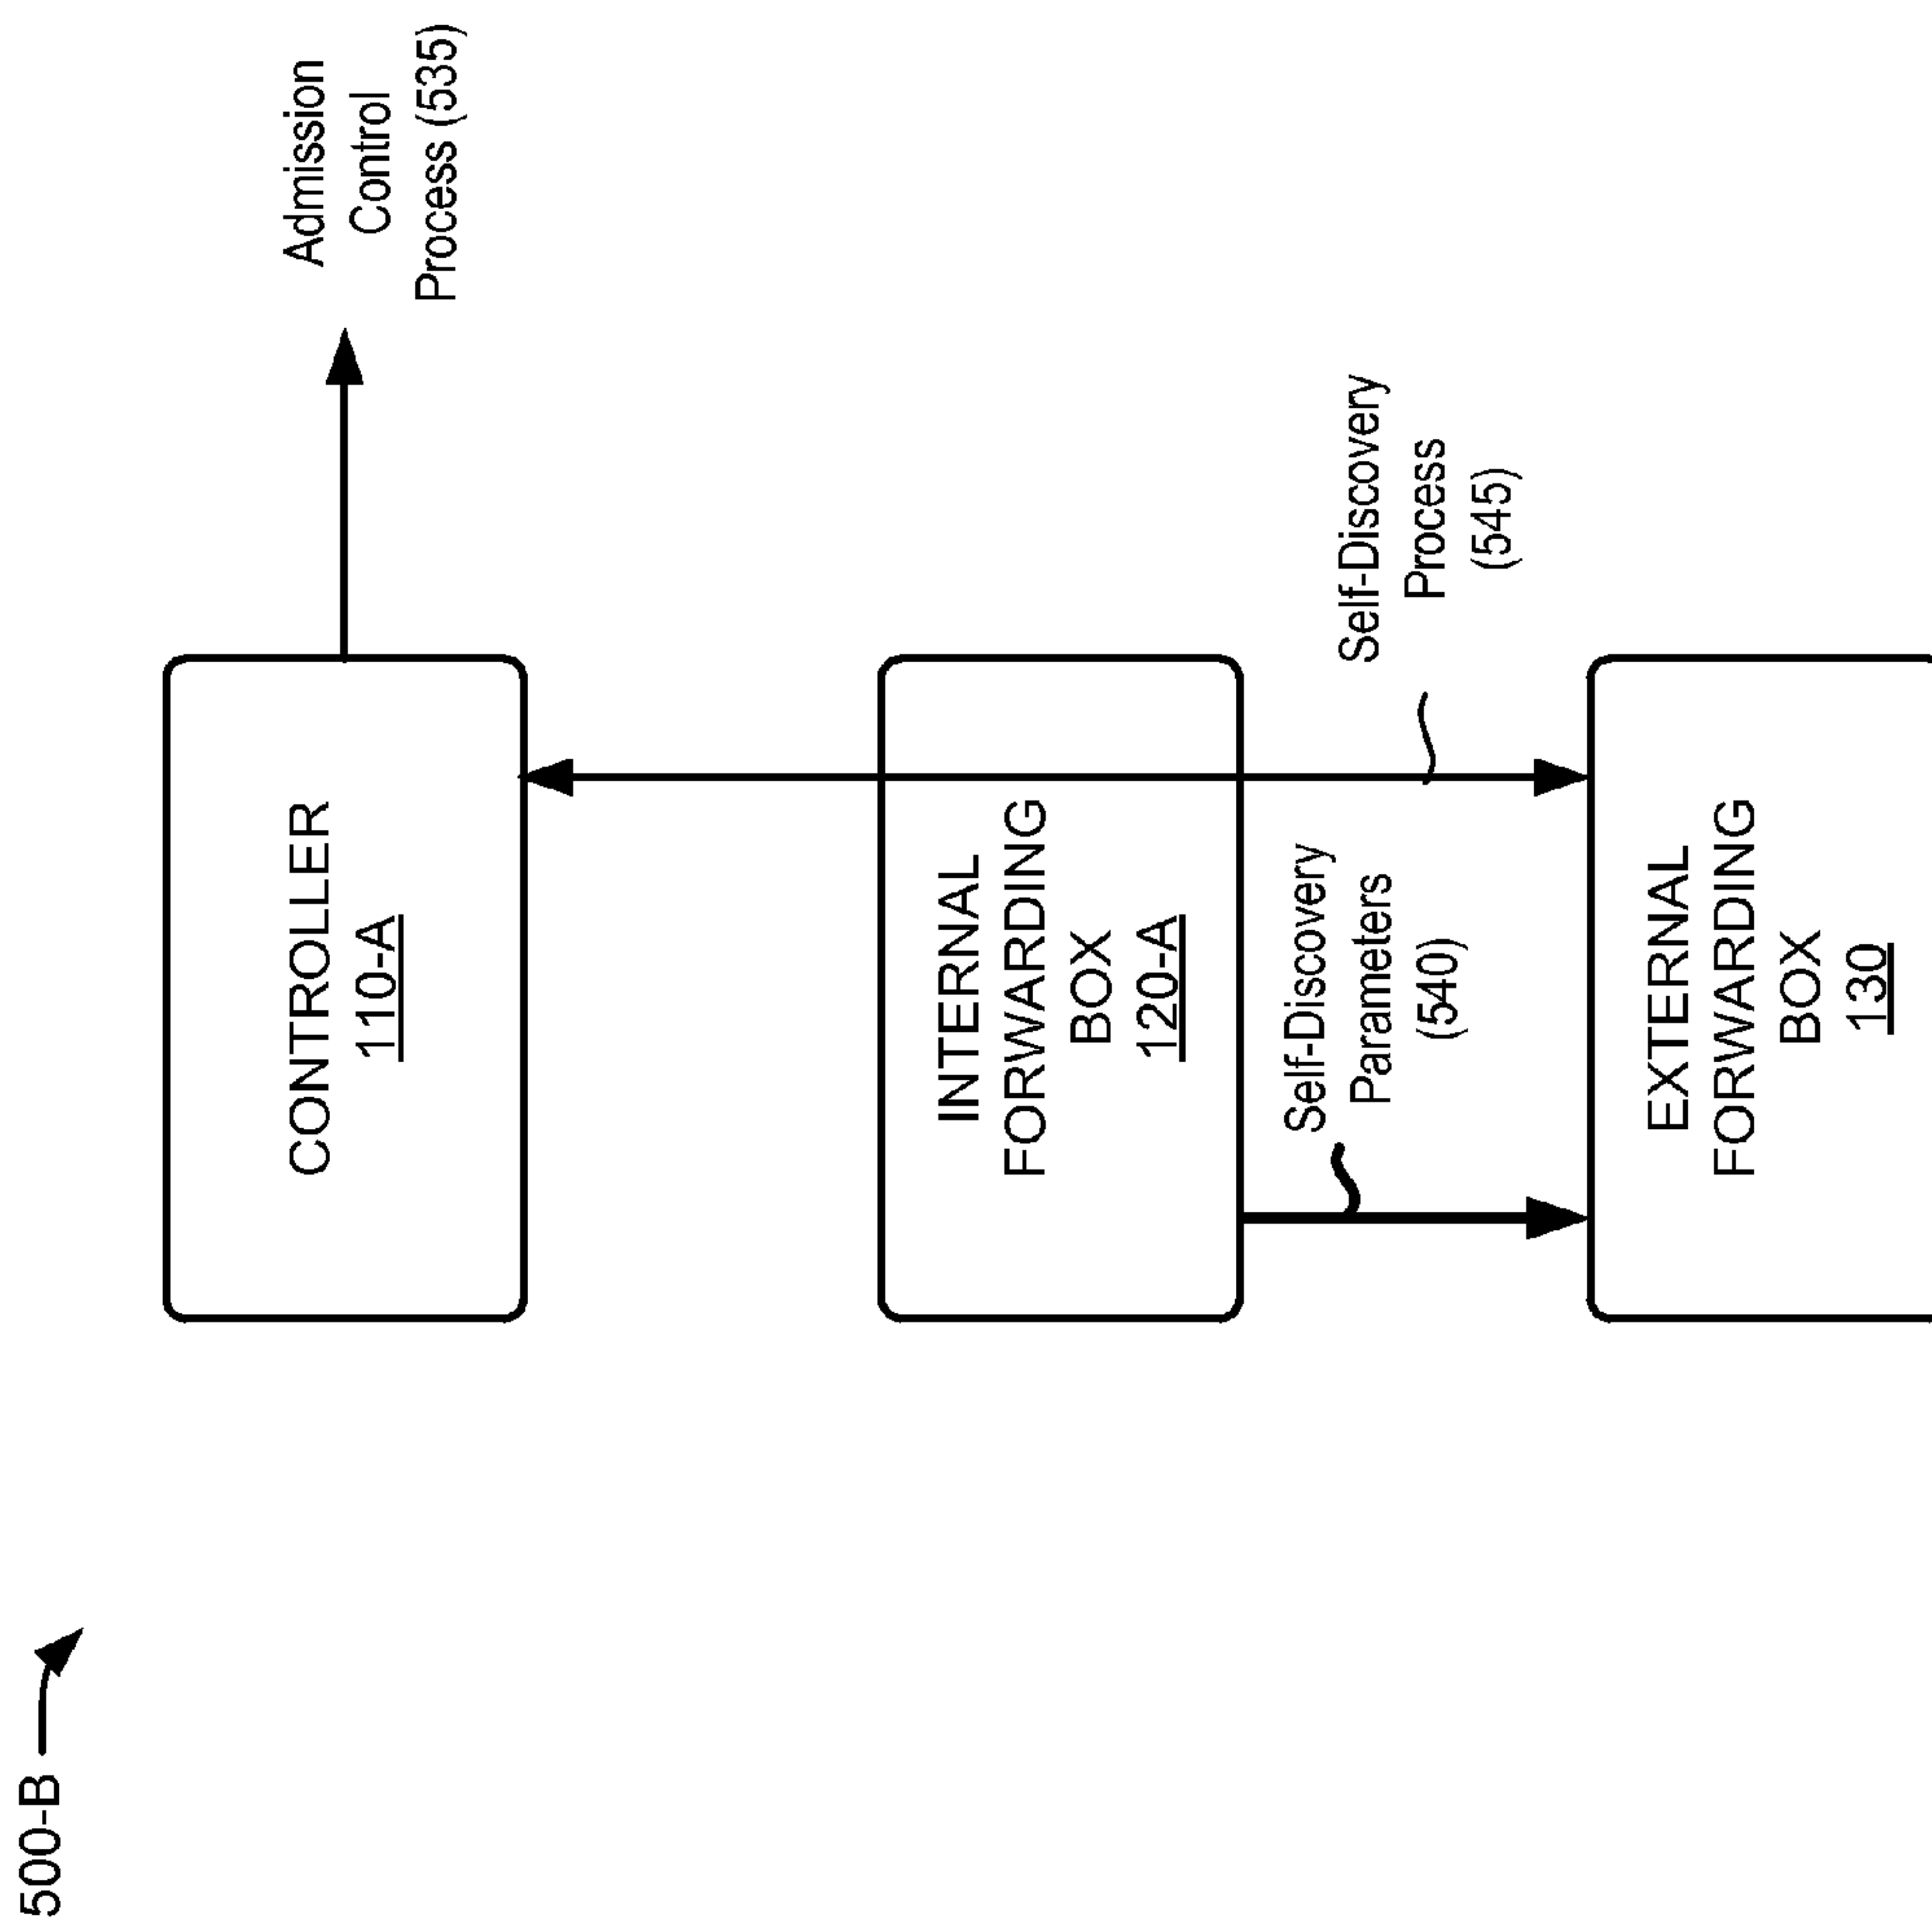 500-B
CONTROLLER
110-A
Admission
Control
Process (535)
INTERNAL
FORWARDING
BOX
120-A
Self-Discovery
Parameters
(540)
Self-Discovery
Process
(545)
EXTERNAL
FORWARDING
BOX
130